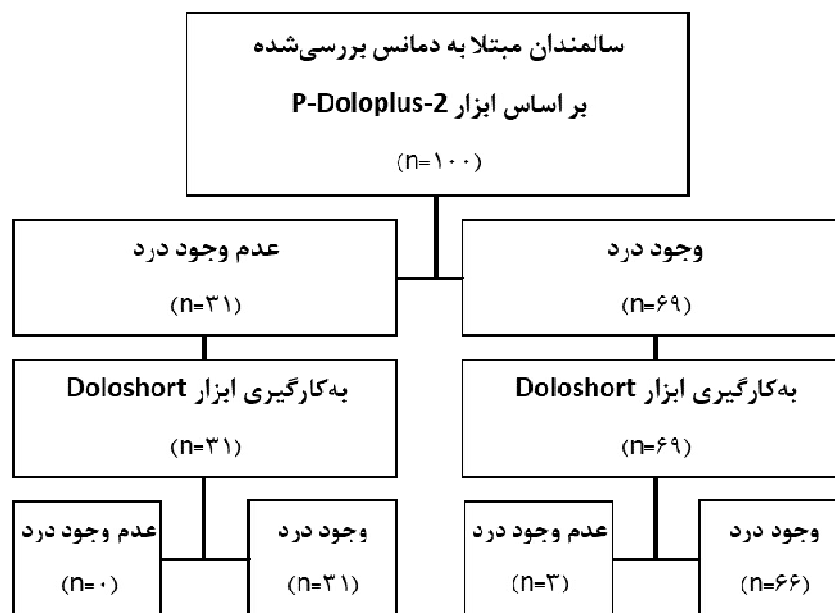 سالمندان مبتلا به دمانس بررسی‌شده
بر اساس ابزار P-Doloplus-2
(n=۱۰۰)
وجود درد
(n=۶۹)
عدم وجود درد
(n=۳۱)
به‌کارگیری ابزار Doloshort
(n=۶۹)
به‌کارگیری ابزار Doloshort
(n=۳۱)
وجود درد
(n=۶۶)
عدم وجود درد
(n=۳)
وجود درد
(n=۳۱)
عدم وجود درد
(n=۰)